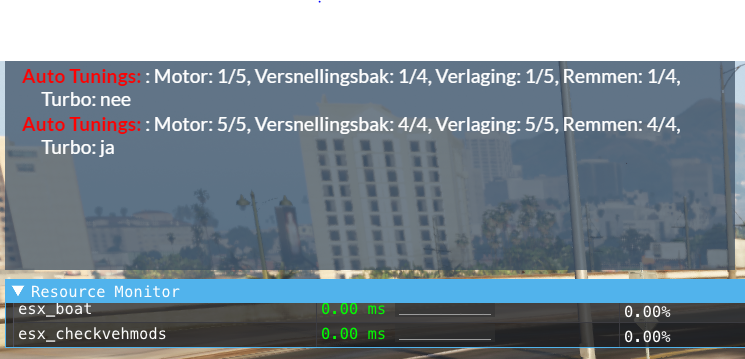 Auto Tunings: : Motor: 1/5, Versnellingsbak: 1/4, Verlaging: 1/5, Remmen: 1/4,
Turbo: nee
Auto Tunings: : Motor: 5/5, Versnellingsbak: 4/4, Verlaging: 5/5, Remmen: 4/4,
Turbo: ja
Resource Monitor
esx_boat 0.00 ms 0.00%
esx_checkvehmods 0.00 ms 0.00%